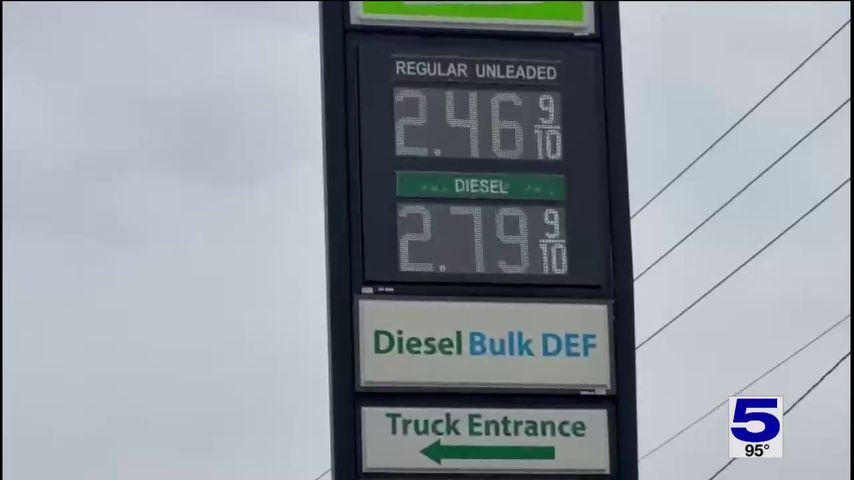 REGULAR UNLEADED
2.46 9/10
DIESEL
2.79 9/10
Diesel Bulk DEF
Truck Entrance
5
95°